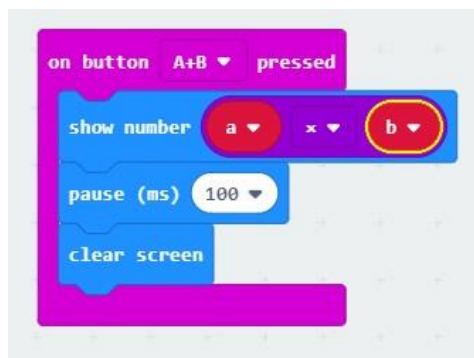 on button A+B pressed
show number a × b
pause (ms) 100
clear screen